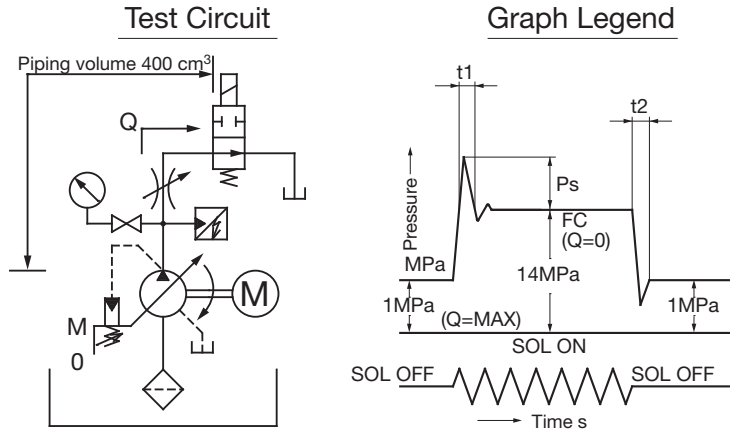 Test Circuit
Piping volume 400 cm³
Q
M
M
0
Graph Legend
t1
t2
Pressure
Ps
FC
(Q=0)
MPa
14MPa
1MPa
1MPa
(Q=MAX)
SOL ON
SOL OFF
SOL OFF
Time s